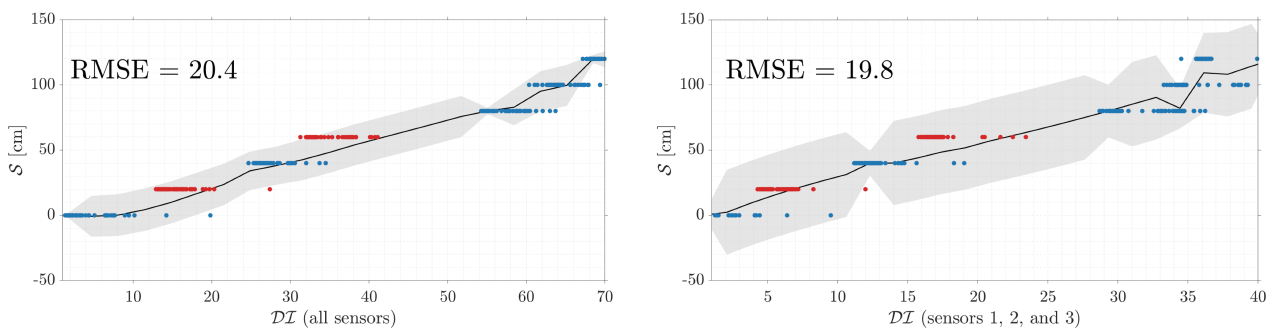 150
100
50
0
-50
S [cm]
RMSE = 20.4
10 20 30 40 50 60 70
DI (all sensors)
150
100
50
0
-50
S [cm]
RMSE = 19.8
5 10 15 20 25 30 35 40
DI (sensors 1, 2, and 3)